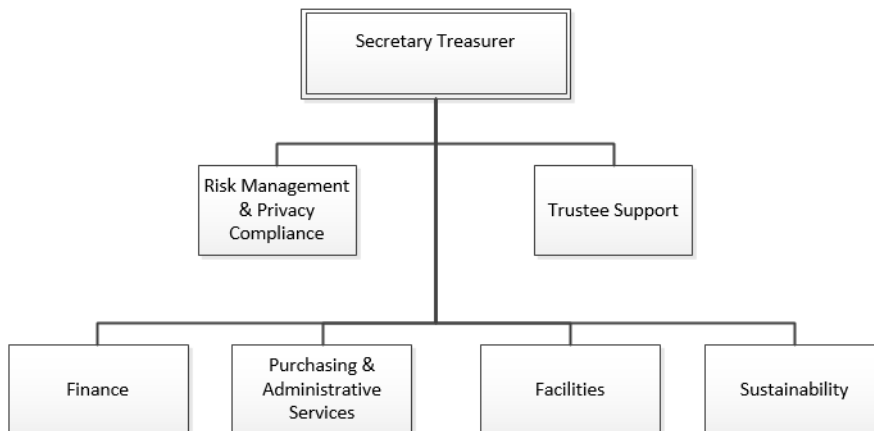 Secretary Treasurer
Risk Management
& Privacy
Compliance
Trustee Support
Finance
Purchasing &
Administrative
Services
Facilities
Sustainability